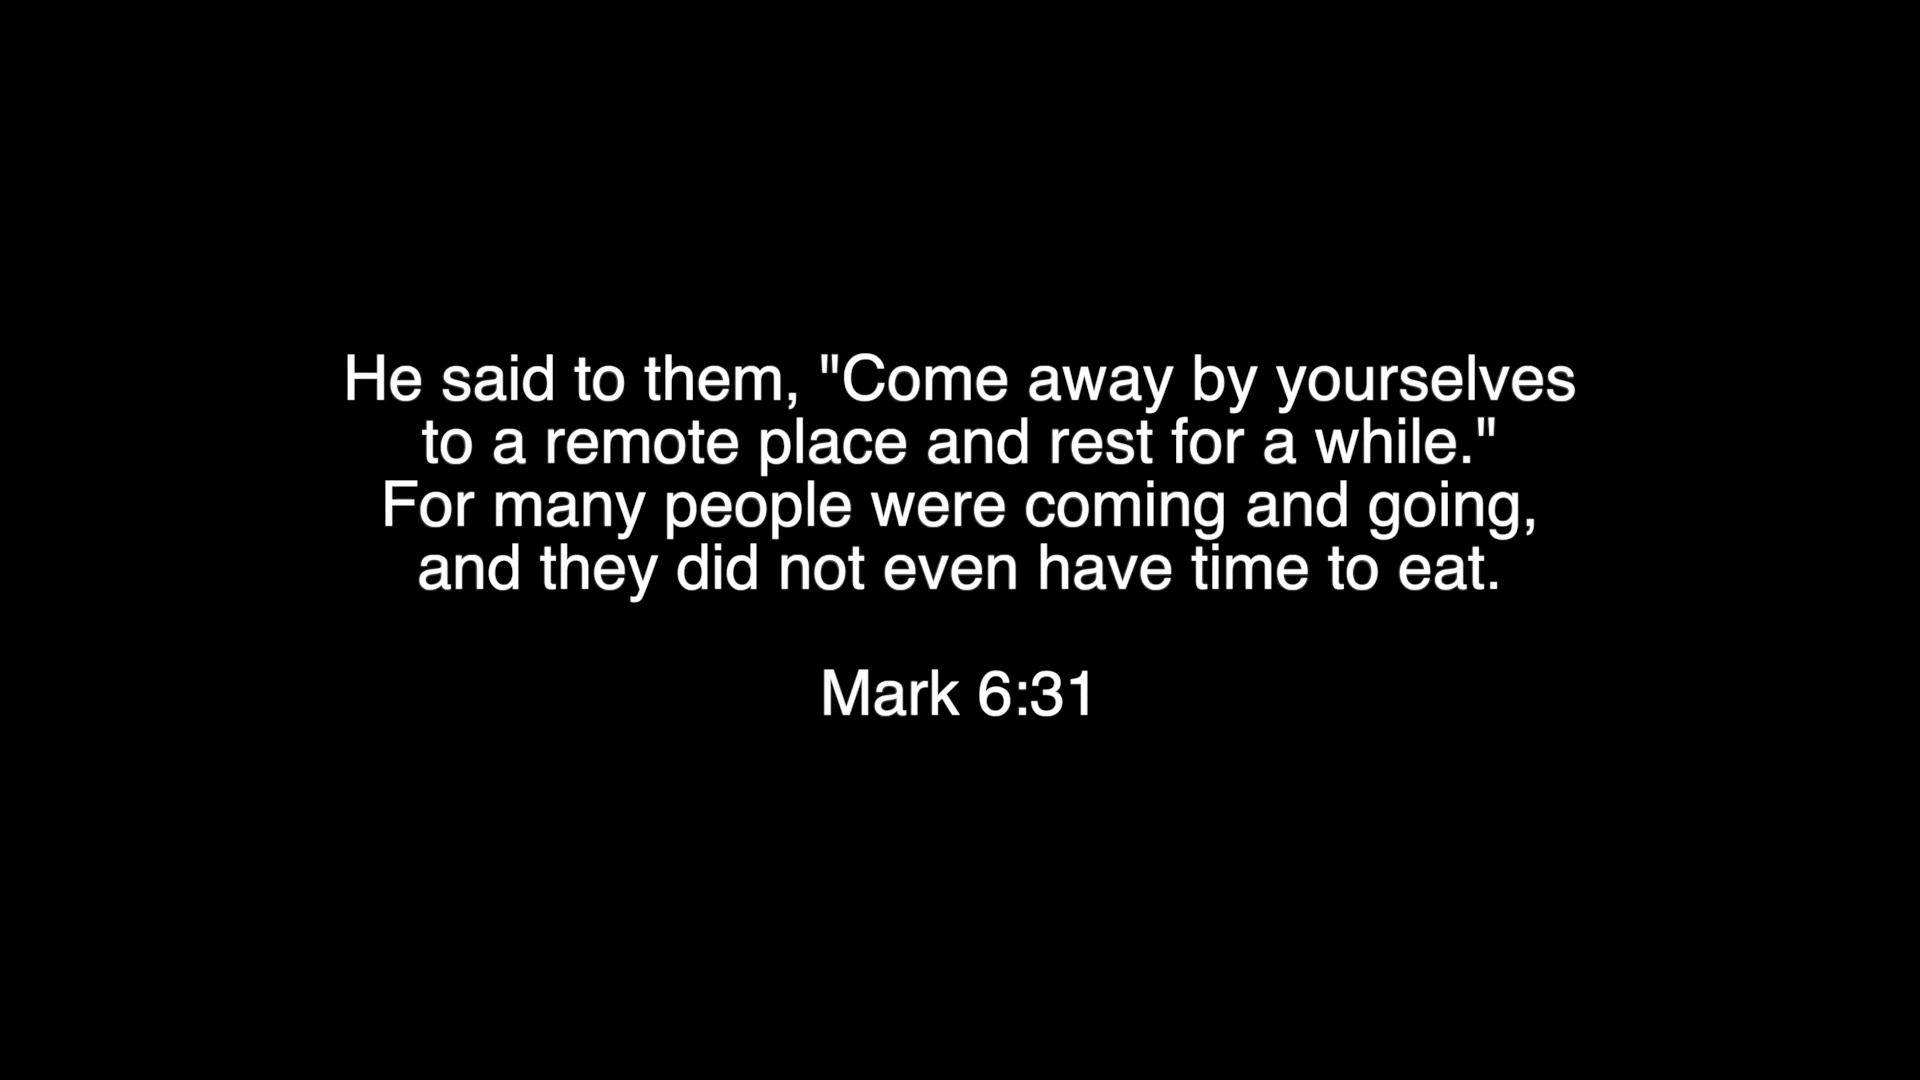 He said to them, "Come away by yourselves
to a remote place and rest for a while."
For many people were coming and going,
and they did not even have time to eat.
Mark 6:31